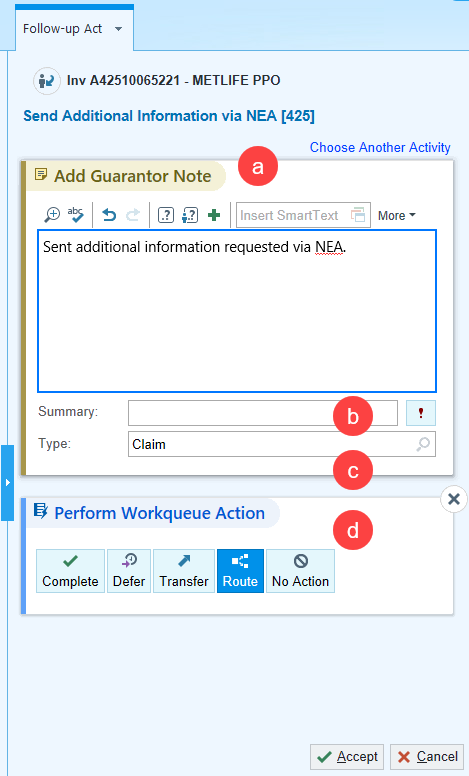 Follow-up Act
Inv A42510065221 - METLIFE PPO
Send Additional Information via NEA [425]
Choose Another Activity
Add Guarantor Note
a
abc
Insert SmartText
More
Sent additional information requested via NEA.
Summary:
b
!
Type:
Claim
c
Perform Workqueue Action
d
Complete
Defer
Transfer
Route
No Action
Accept
Cancel